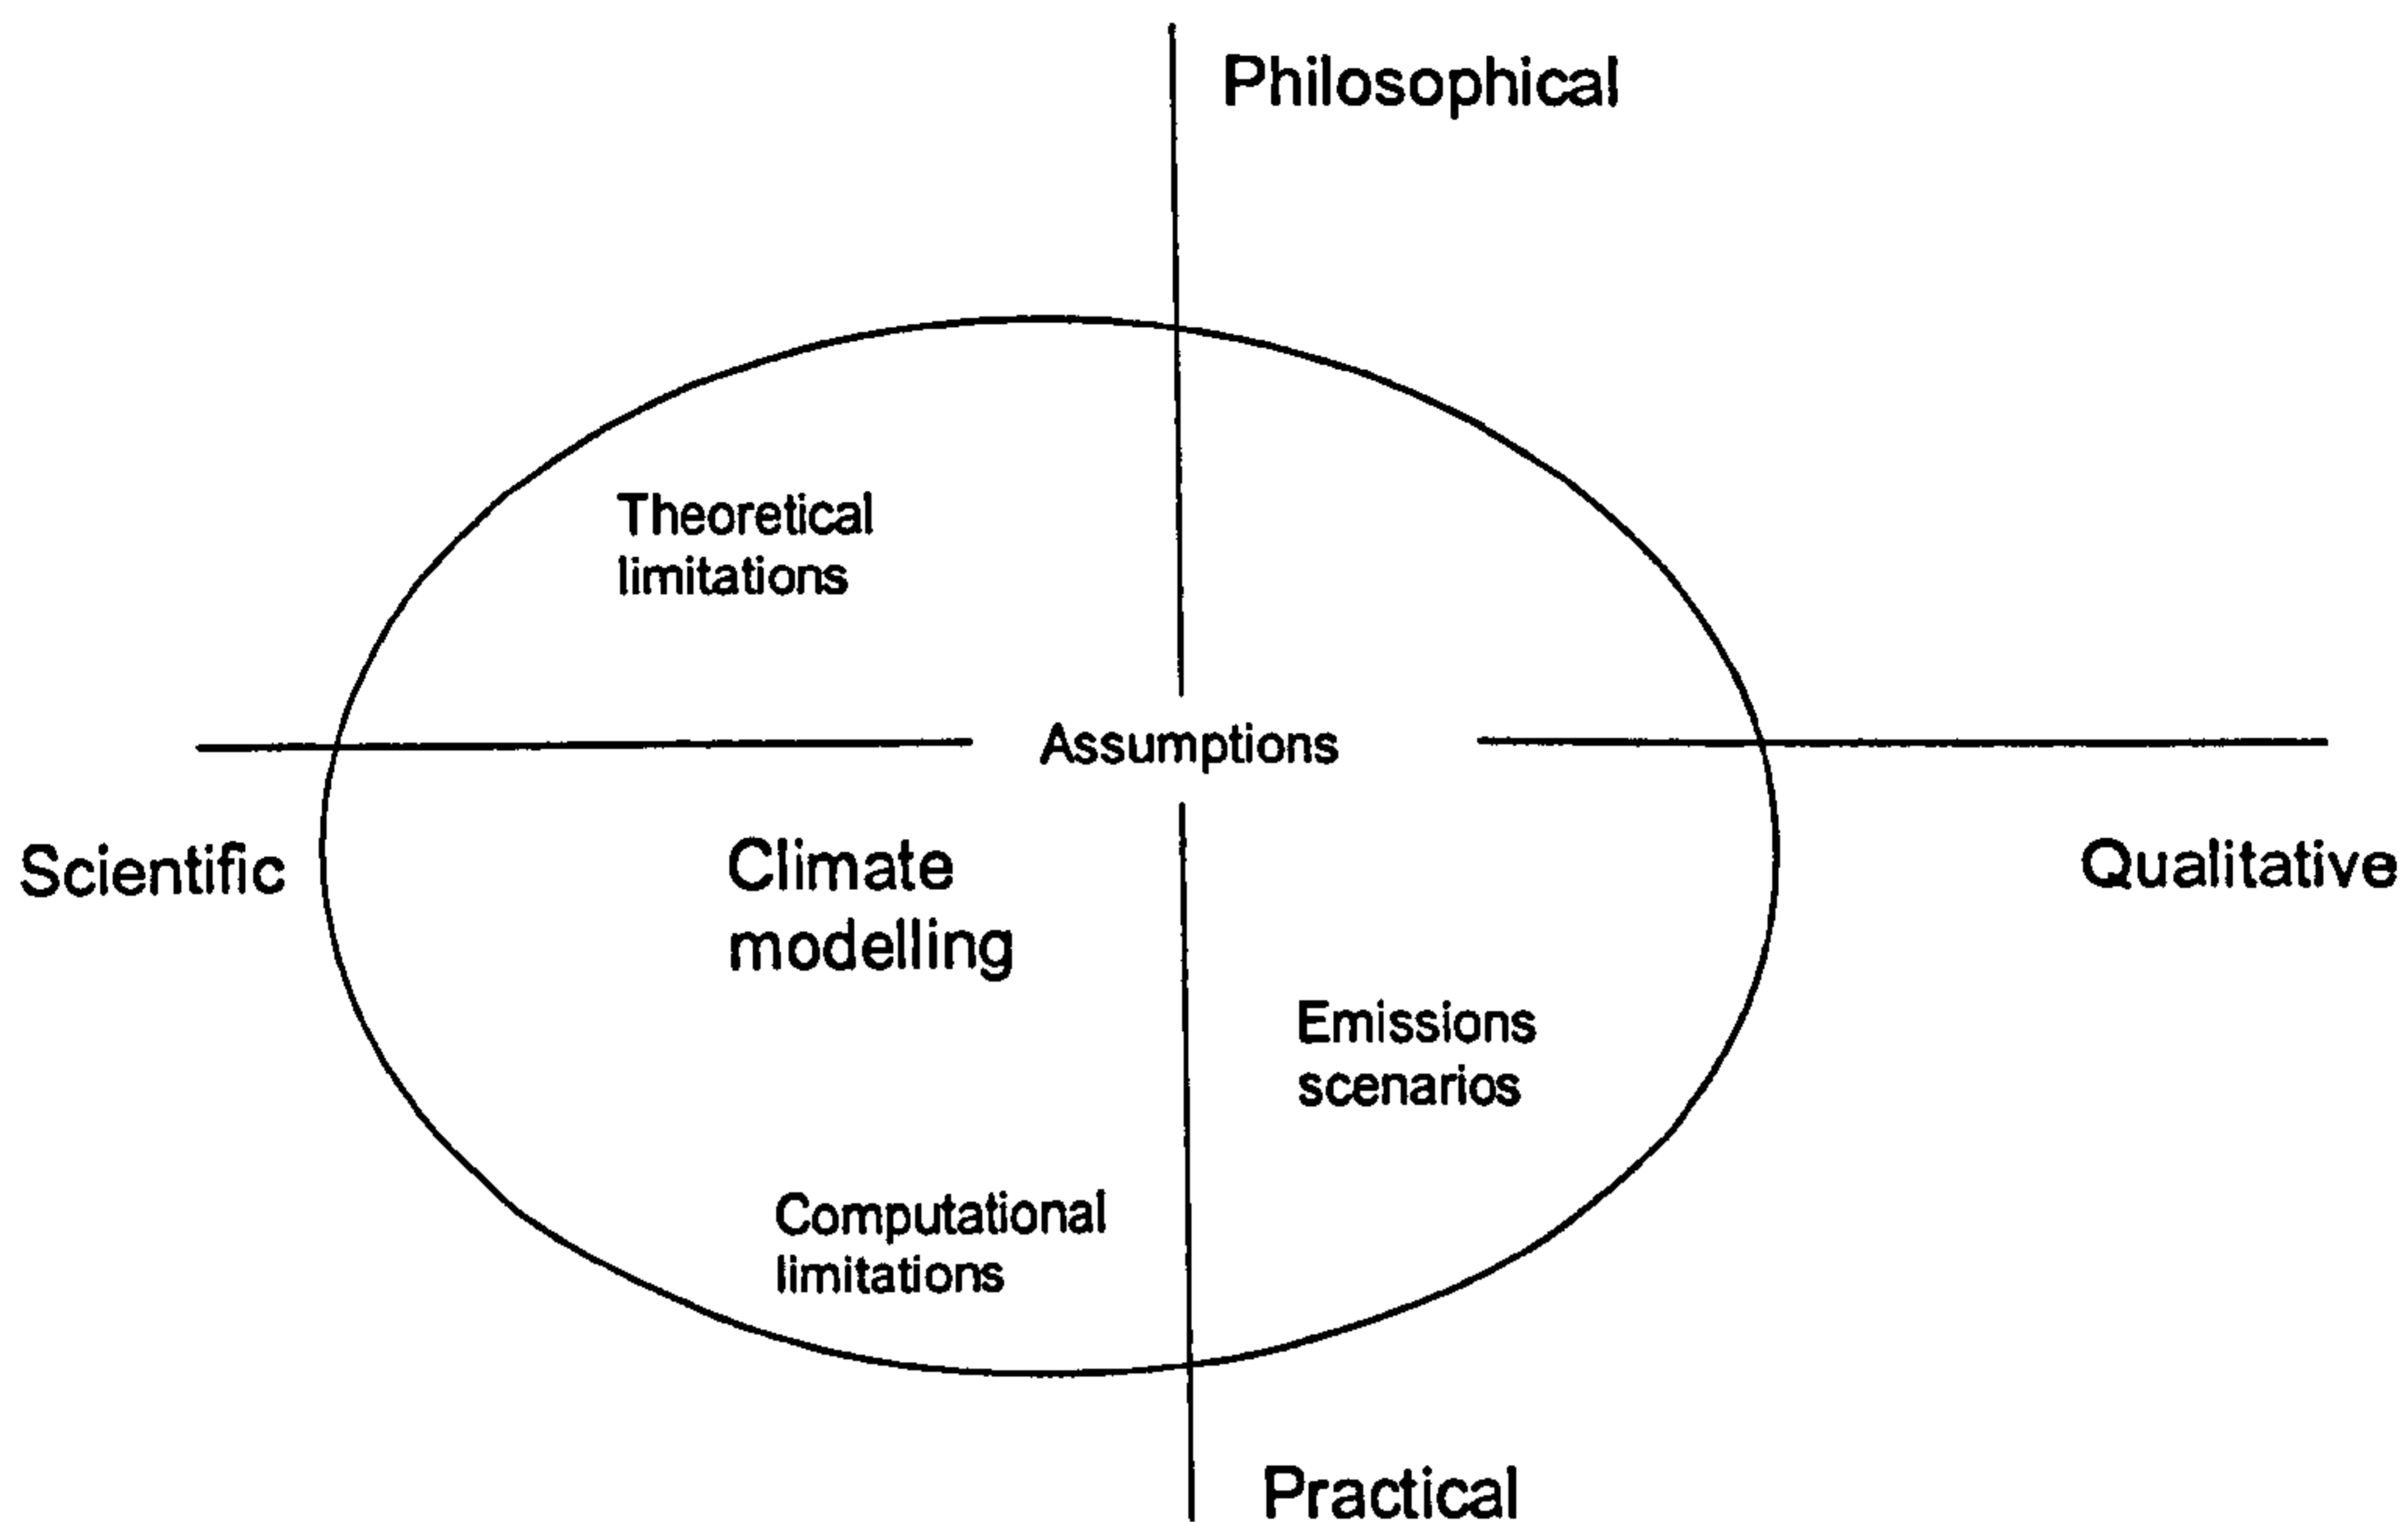 Philosophical
Theoretical
limitations
Assumptions
Scientific
Climate
modelling
Qualitative
Emissions
scenarios
Computational
limitations
Practical